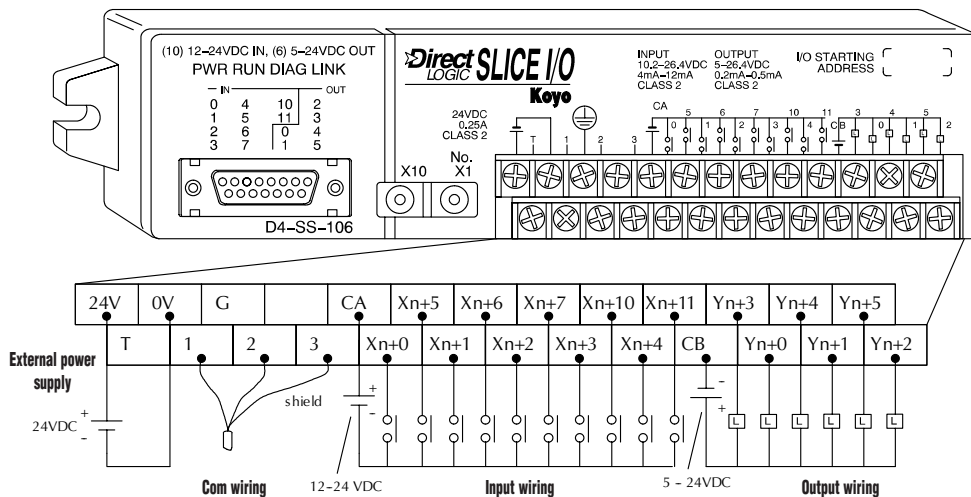 (10) 12-24VDC IN, (6) 5-24VDC OUT
PWR RUN DIAG LINK
IN OUT
0 4 10 2
1 5 11 3
2 6 0 4
3 7 1 5
D4-SS-106
Direct
LOGIC
SLICE I/O
Koyo
No.
X10 X1
INPUT
10.2-26.4VDC
4mA-12mA
CLASS 2
OUTPUT
5-26.4VDC
0.2mA-0.5mA
CLASS 2
I/O STARTING
ADDRESS
24VDC
0.25A
CLASS 2
T 1 2 3
CA 5 6 7 10 11 CB 3 4 5
0 1 2 3 4 0 1 2
L L L L L L
24V 0V G CA Xn+5 Xn+6 Xn+7 Xn+10 Xn+11 Yn+3 Yn+4 Yn+5
T 1 2 3 Xn+0 Xn+1 Xn+2 Xn+3 Xn+4 CB Yn+0 Yn+1 Yn+2
External power
supply
24VDC
+
-
shield
+
-
12-24 VDC
-
+
5 - 24VDC
L L L L L L
Com wiring
Input wiring
Output wiring